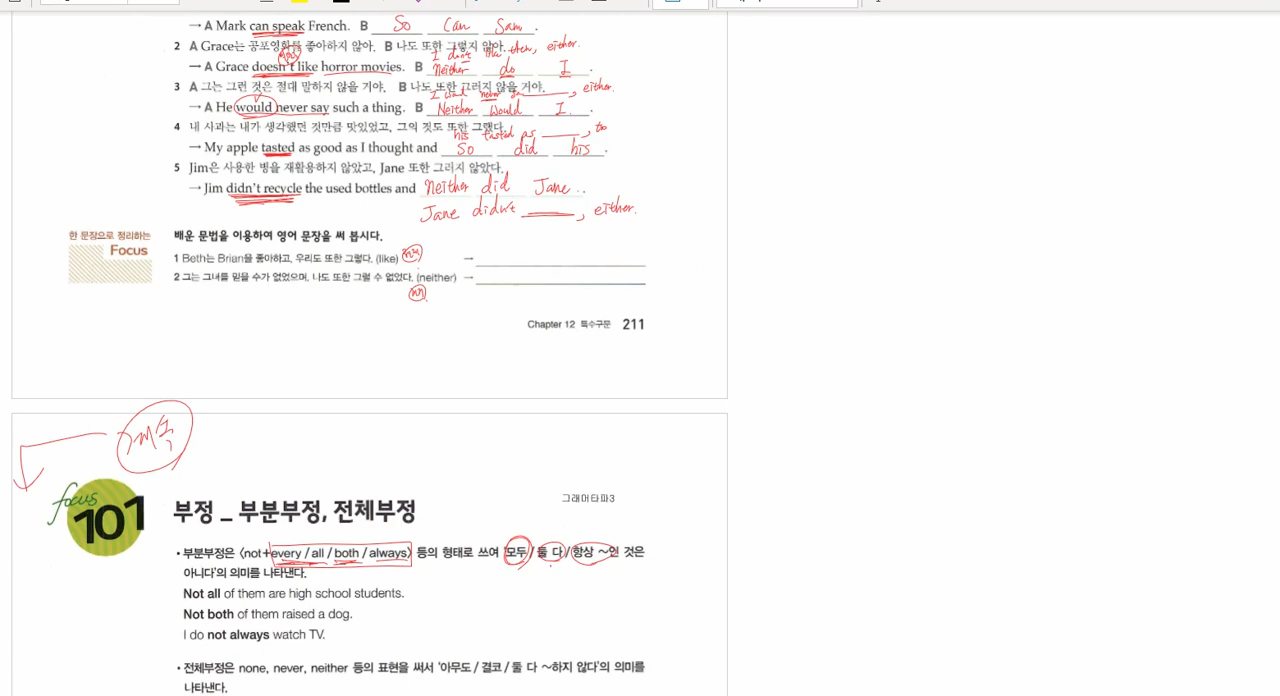 → A Mark can speak French. B So Can Sam .
2 A Grace는 공포영화를 좋아하지 않아. B 나도 또한 그렇지 않아.
I don't like them, either.
→ A Grace doesn't like horror movies. B Neither do I .
3 A 그는 그런 것은 절대 말하지 않을 거야. B 나도 또한 그러지 않을 거야.
never , either.
→ A He would never say such a thing. B Neither Would I .
4 내 사과는 내가 생각했던 것만큼 맛있었고, 그의 것도 또한 그랬다.
his tasted as , too
→ My apple tasted as good as I thought and So did his .
5 Jim은 사용한 병을 재활용하지 않았고, Jane 또한 그러지 않았다.
→ Jim didn't recycle the used bottles and Neither did Jane .
Jane didn't , either.
한 문장으로 정리하는
Focus
배운 문법을 이용하여 영어 문장을 써 봅시다.
1 Beth는 Brian을 좋아하고, 우리도 또한 그렇다. (like) →
2 그는 그녀를 믿을 수가 없었으며, 나도 또한 그럴 수 없었다. (neither) →
Chapter 12 특수구문 211
focus
101
부정 _ 부분부정, 전체부정
그래머타파3
• 부분부정은 〈not+every / all / both / always〉 등의 형태로 쓰여 '모두 / 둘 다 / 항상 ~인 것은
아니다'의 의미를 나타낸다.
Not all of them are high school students.
Not both of them raised a dog.
I do not always watch TV.
• 전체부정은 none, never, neither 등의 표현을 써서 '아무도 / 결코 / 둘 다 ~하지 않다'의 의미를
나타낸다.